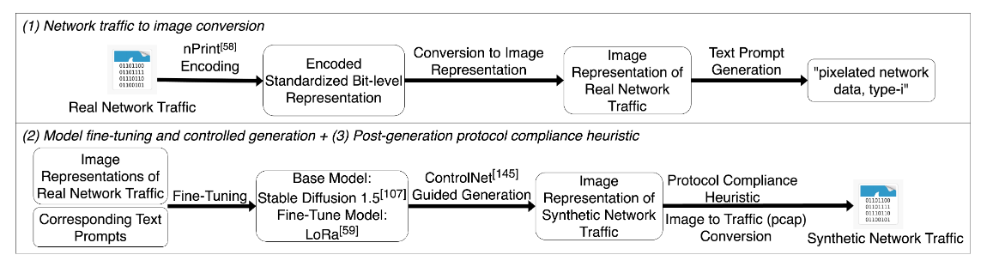 (1) Network traffic to image conversion
nPrint[58]
Encoding
01101100
01101111
01110110
01100101
Real Network Traffic
Encoded
Standardized Bit-level
Representation
Conversion to Image
Representation
Image
Representation of
Real Network
Traffic
Text Prompt
Generation
"pixelated network
data, type-i"
(2) Model fine-tuning and controlled generation + (3) Post-generation protocol compliance heuristic
Image
Representations of
Real Network Traffic
Corresponding Text
Prompts
Fine-Tuning
Base Model:
Stable Diffusion 1.5[107]
Fine-Tune Model:
LoRa[59]
ControlNet[145]
Guided Generation
Image
Representation of
Synthetic Network
Traffic
Protocol Compliance
Heuristic
Image to Traffic (pcap)
Conversion
01101100
01101111
01110110
01100101
Synthetic Network Traffic